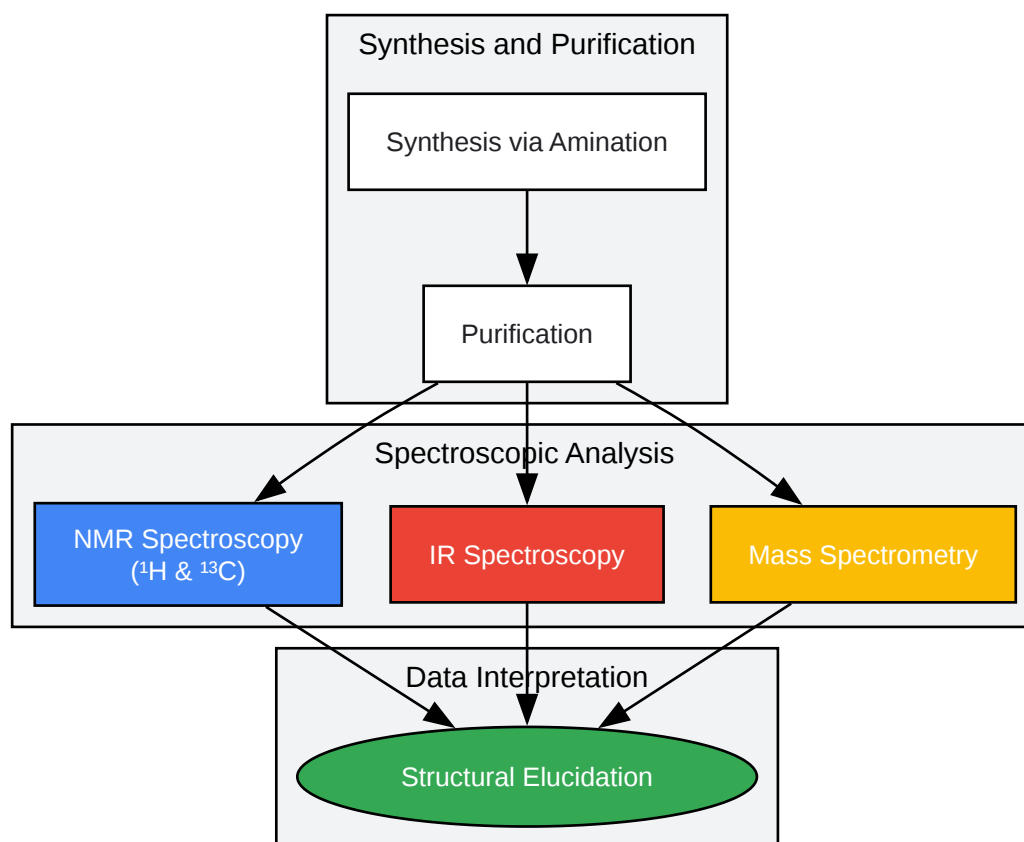 Synthesis and Purification
Synthesis via Amination
Purification
Spectroscopic Analysis
NMR Spectroscopy
(¹H & ¹³C)
IR Spectroscopy
Mass Spectrometry
Data Interpretation
Structural Elucidation